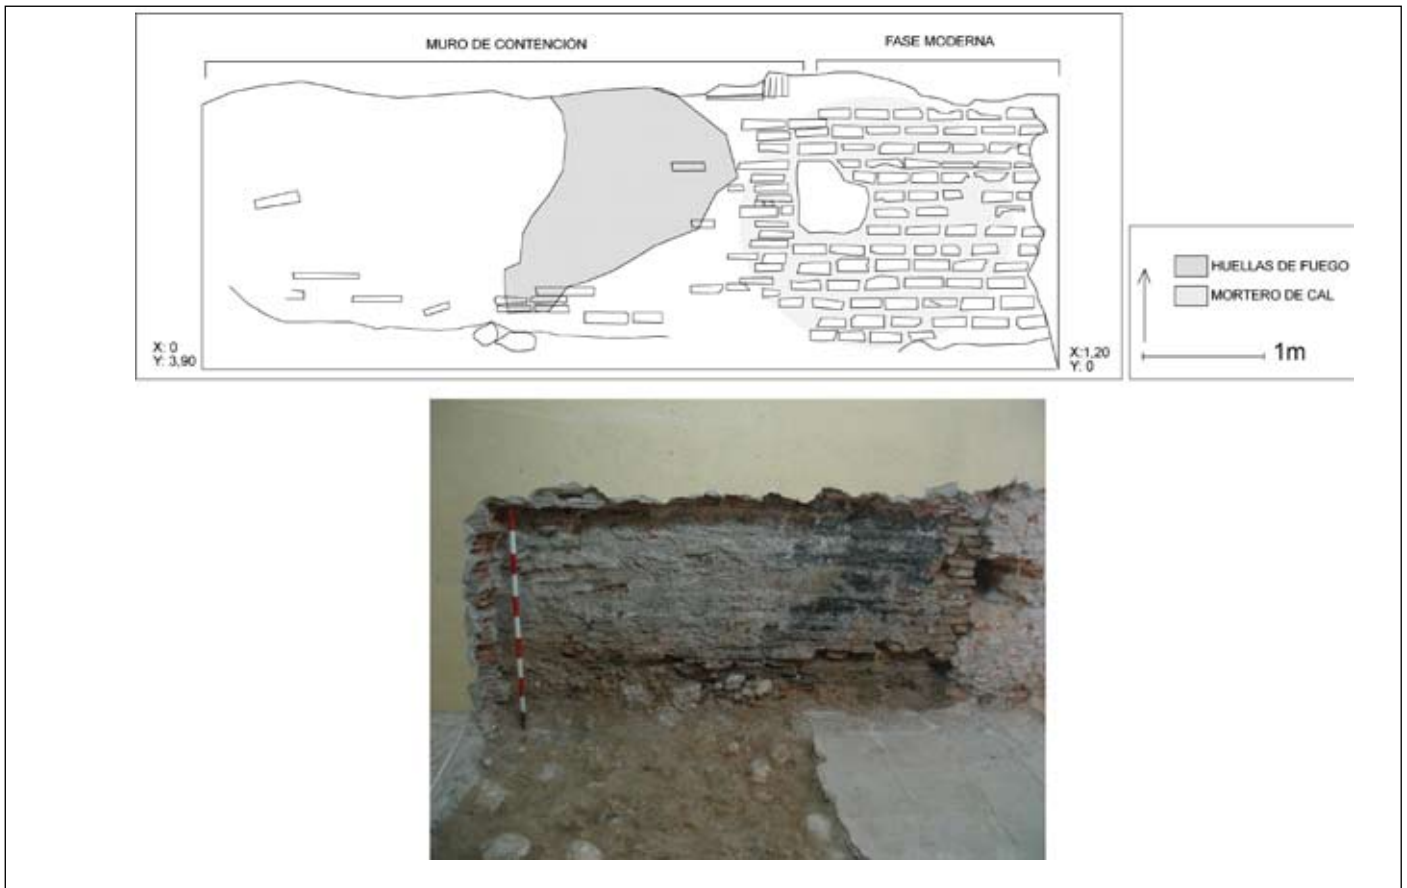 MURO DE CONTENCIÓN
FASE MODERNA
X: 0
Y: 3,90
X:1,20
Y: 0
HUELLAS DE FUEGO
MORTERO DE CAL
1m